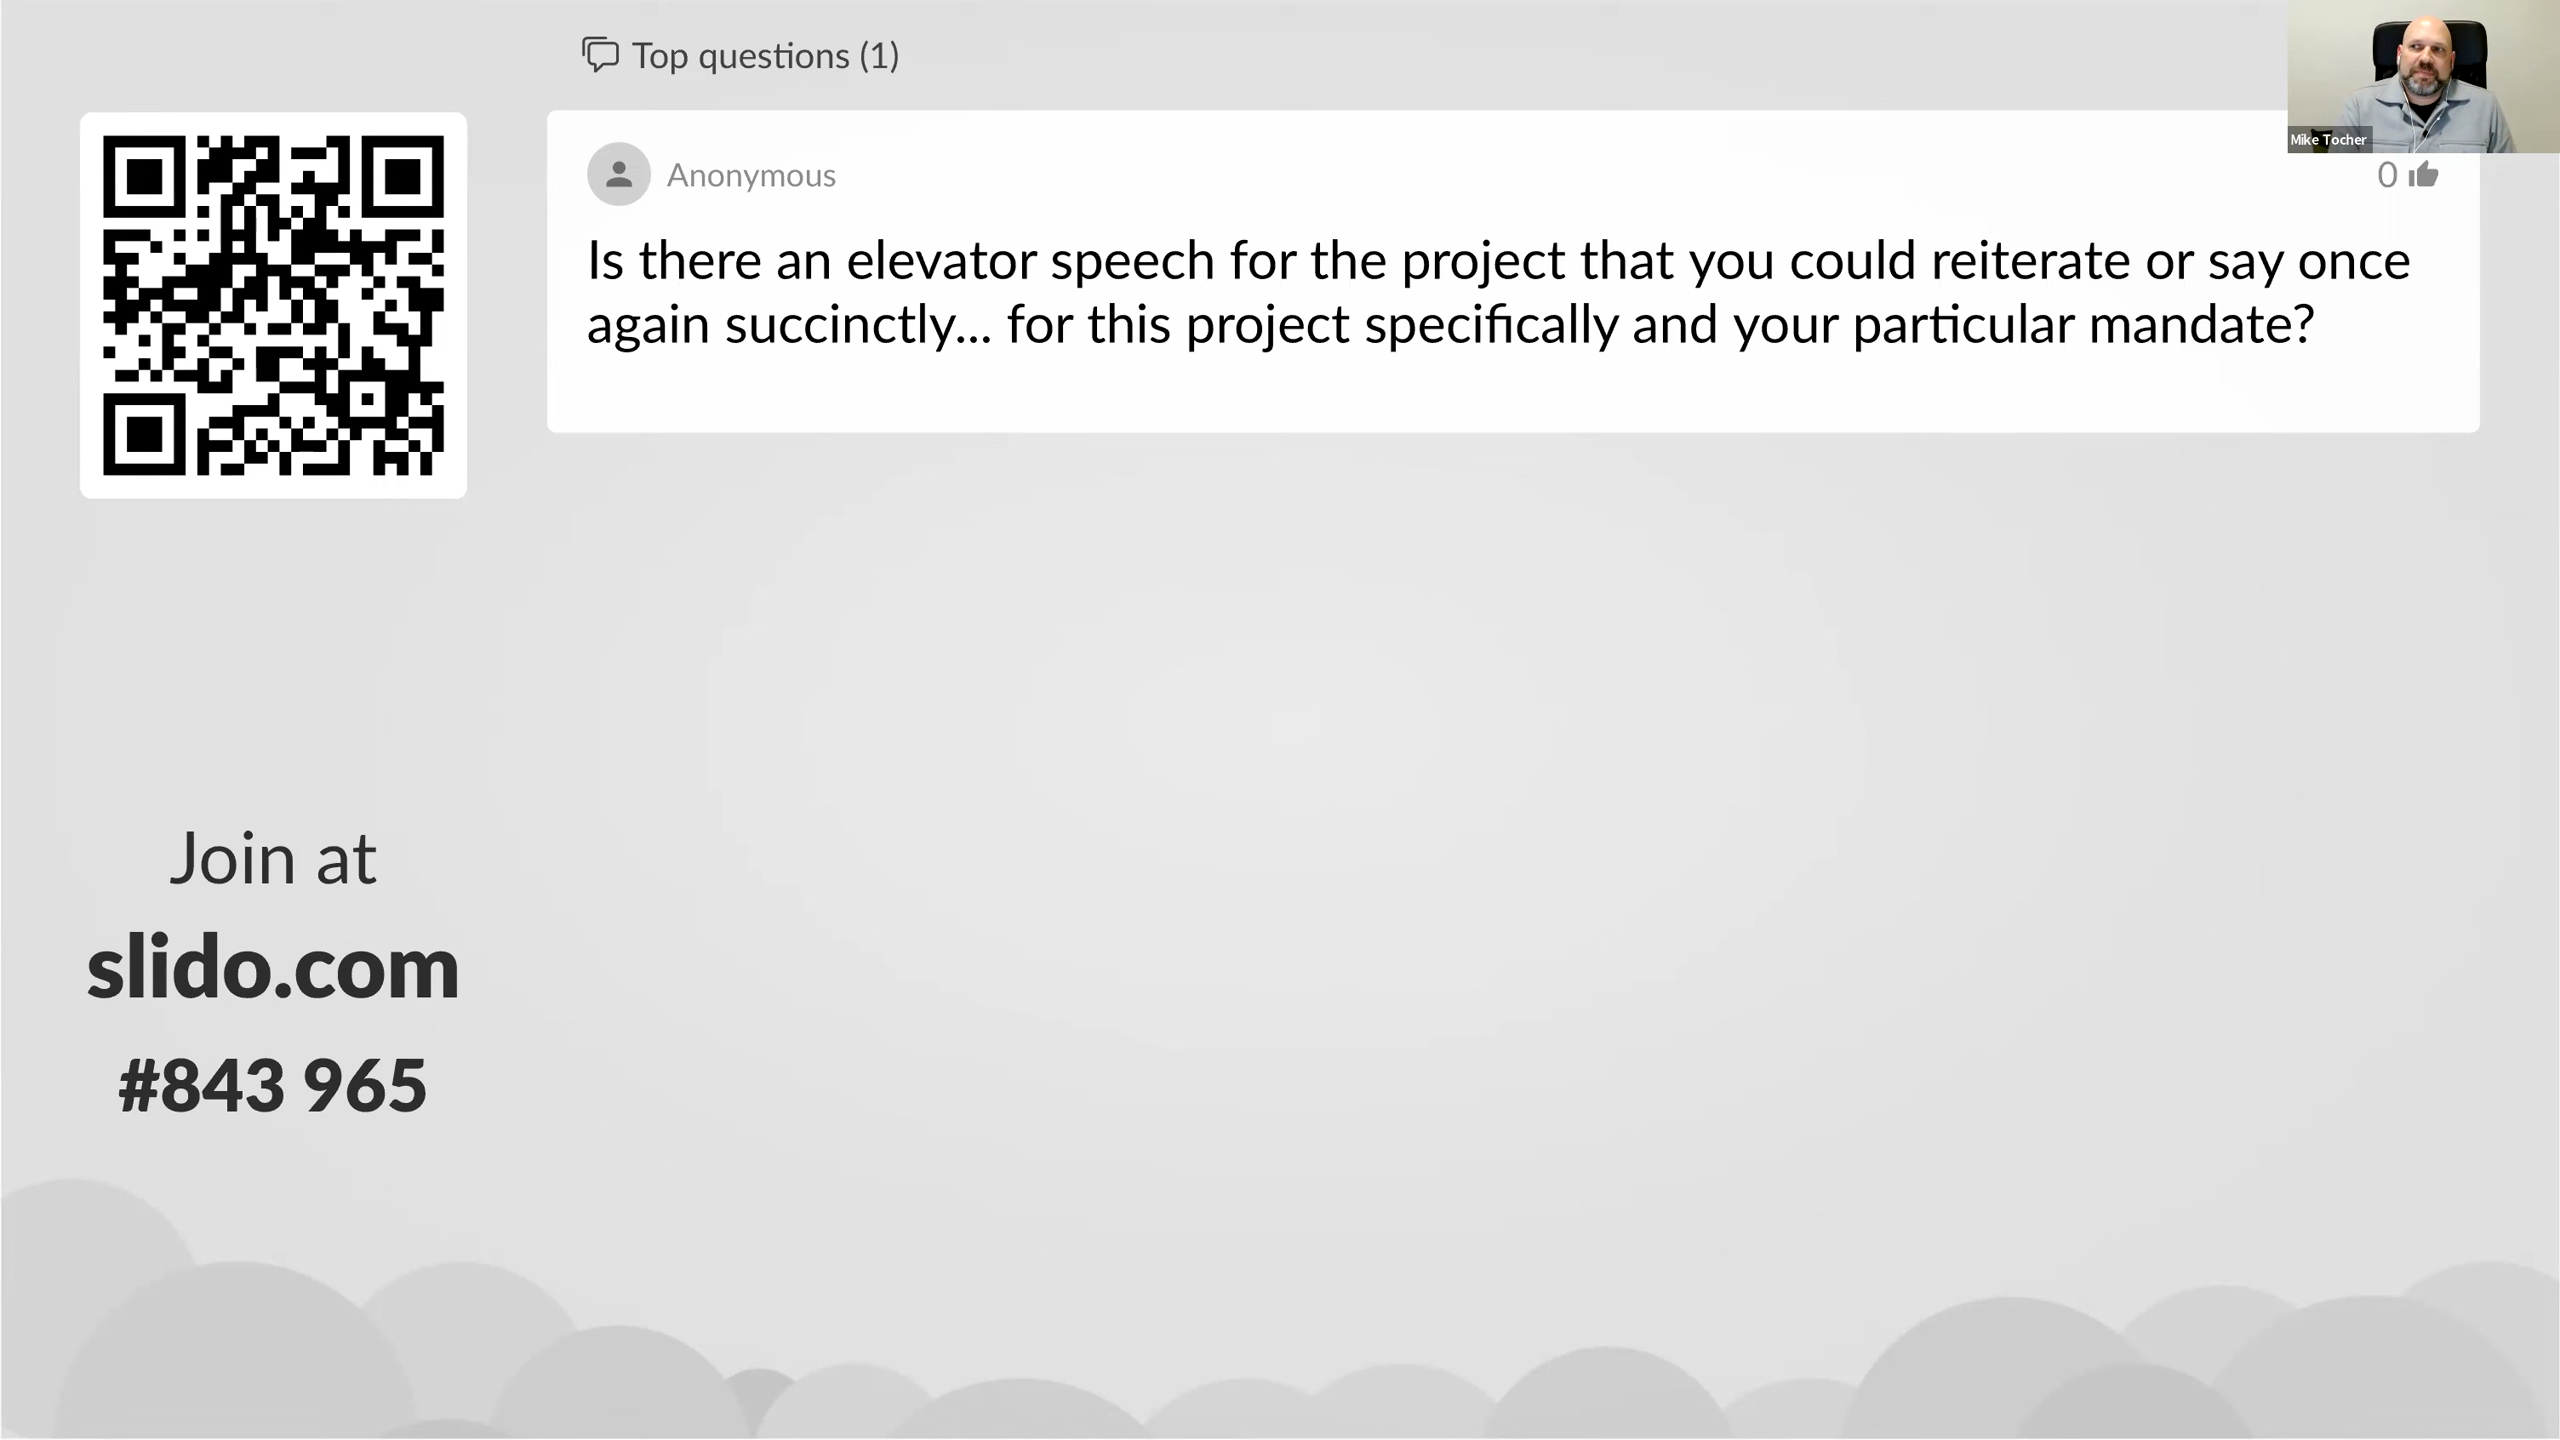 Top questions (1)
Mike Tocher
Anonymous
0
Is there an elevator speech for the project that you could reiterate or say once
again succinctly... for this project specifically and your particular mandate?
Join at
slido.com
#843 965